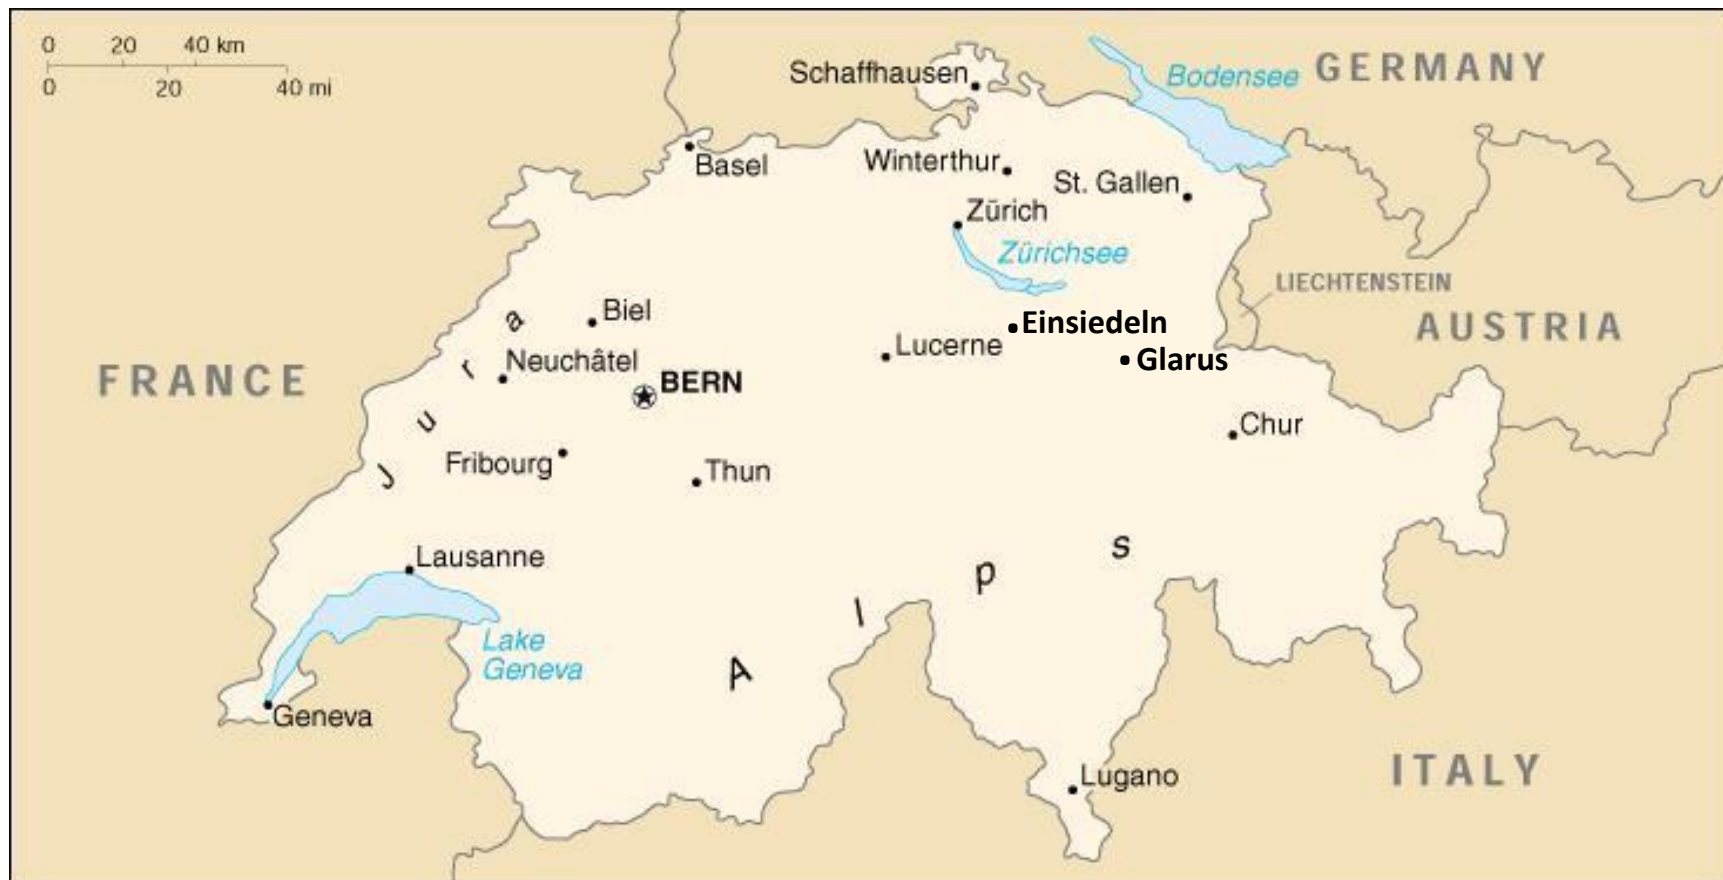 0 20 40 km
0 20 40 mi
Schaffhausen
Bodensee
GERMANY
Basel
Winterthur
St. Gallen
Zürich
Zürichsee
LIECHTENSTEIN
AUSTRIA
Biel
Einsiedeln
Lucerne
Glarus
Neuchâtel
BERN
FRANCE
Jura
Chur
Fribourg
Thun
Lausanne
Alps
Lake
Geneva
Geneva
Lugano
ITALY